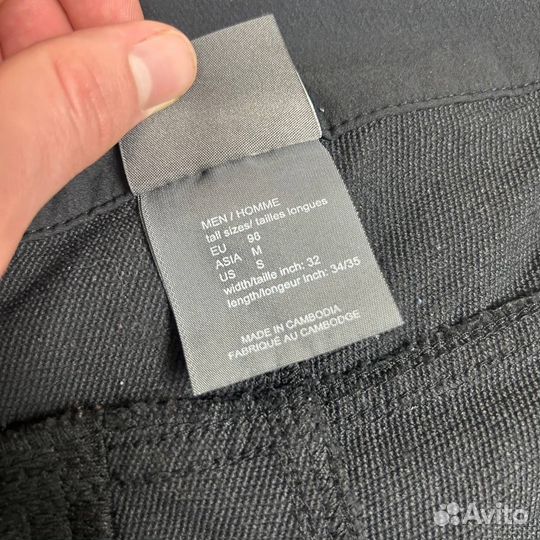 MEN / HOMME
tall sizes/ tailles longues
EU 98
ASIA M
US S
width/taille inch: 32
length/longeur inch: 34/35
MADE IN CAMBODIA
FABRIQUÉ AU CAMBODGE
Avito